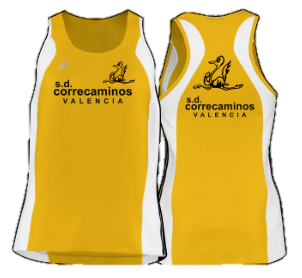 s.d.
correcaminos
VALENCIA
s.d.
correcaminos
VALENCIA